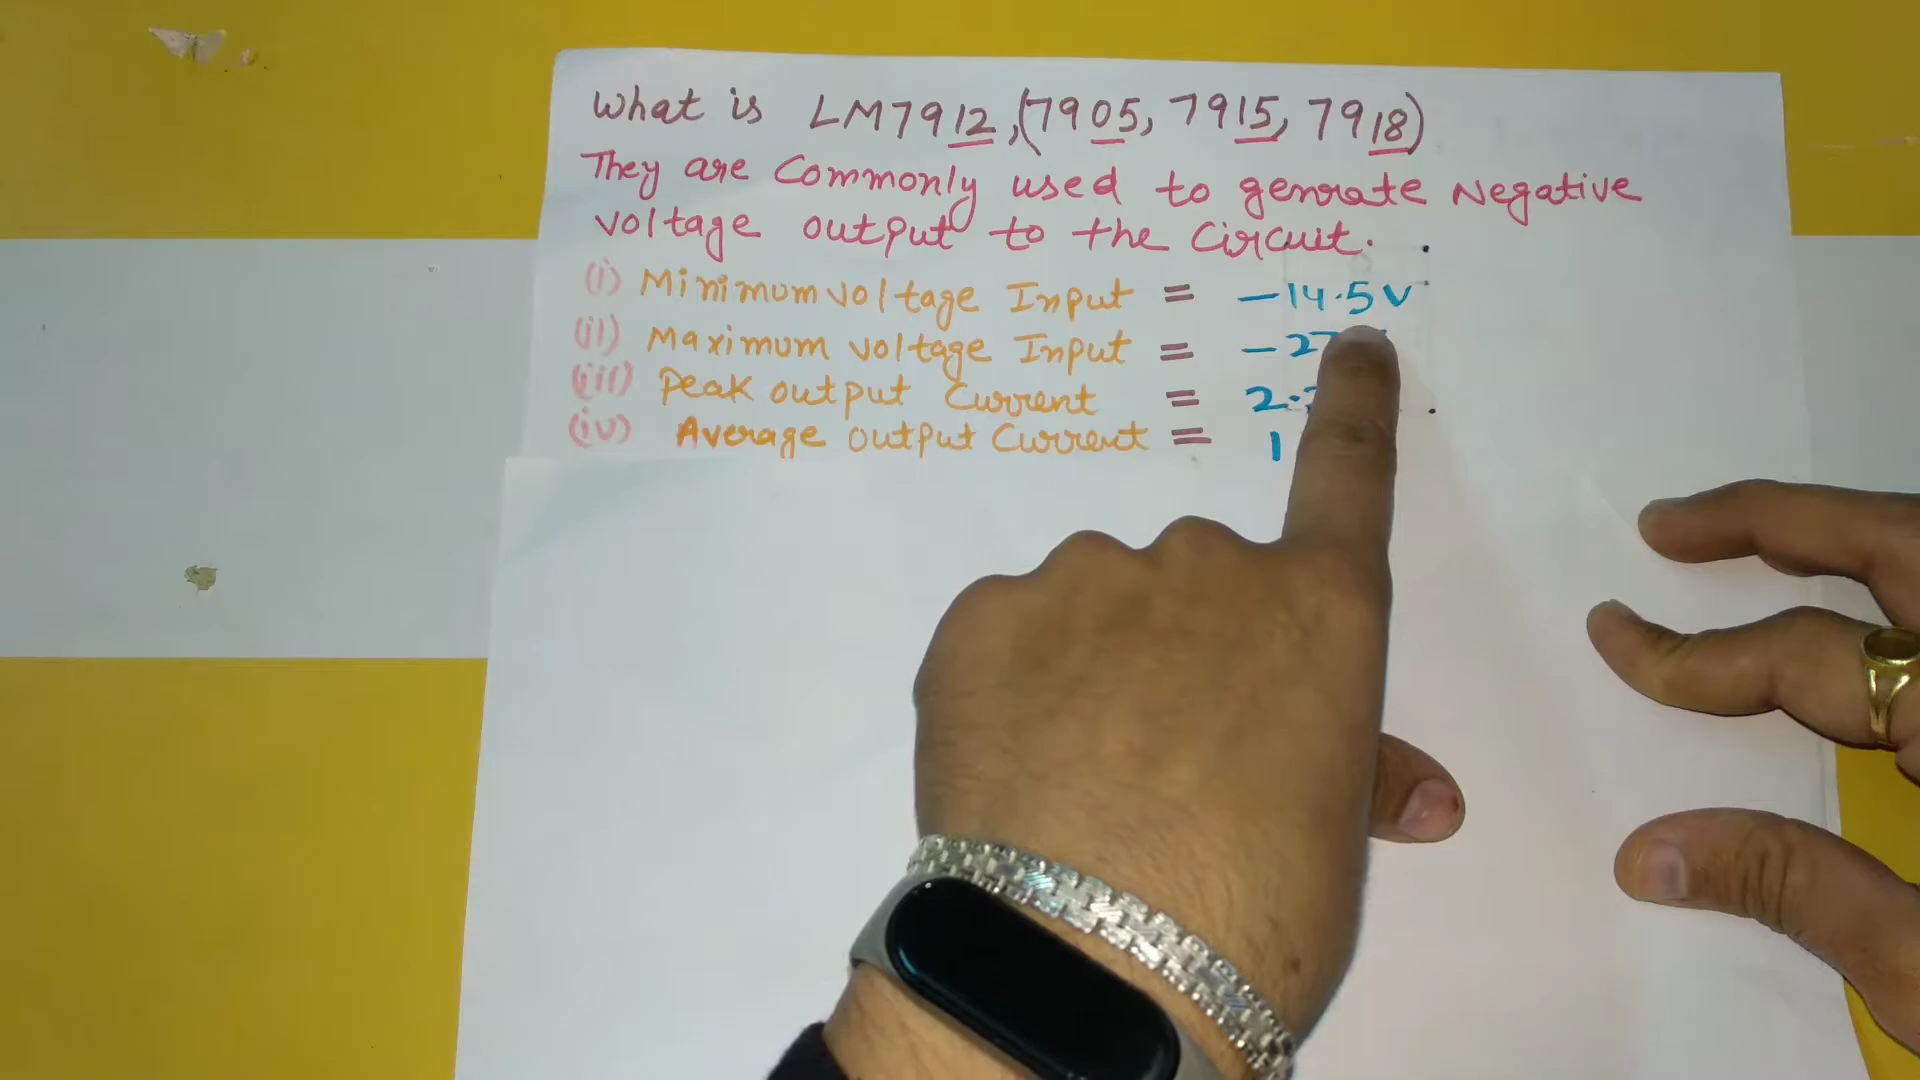 What is LM7912, (7905, 7915, 7918)
They are commonly used to genrate Negative
voltage output to the Circuit.
(i) Minimum voltage Input = -14.5V
(ii) Maximum voltage Input = -27
(iii) Peak output Current = 2.
(iv) Average output Current = 1